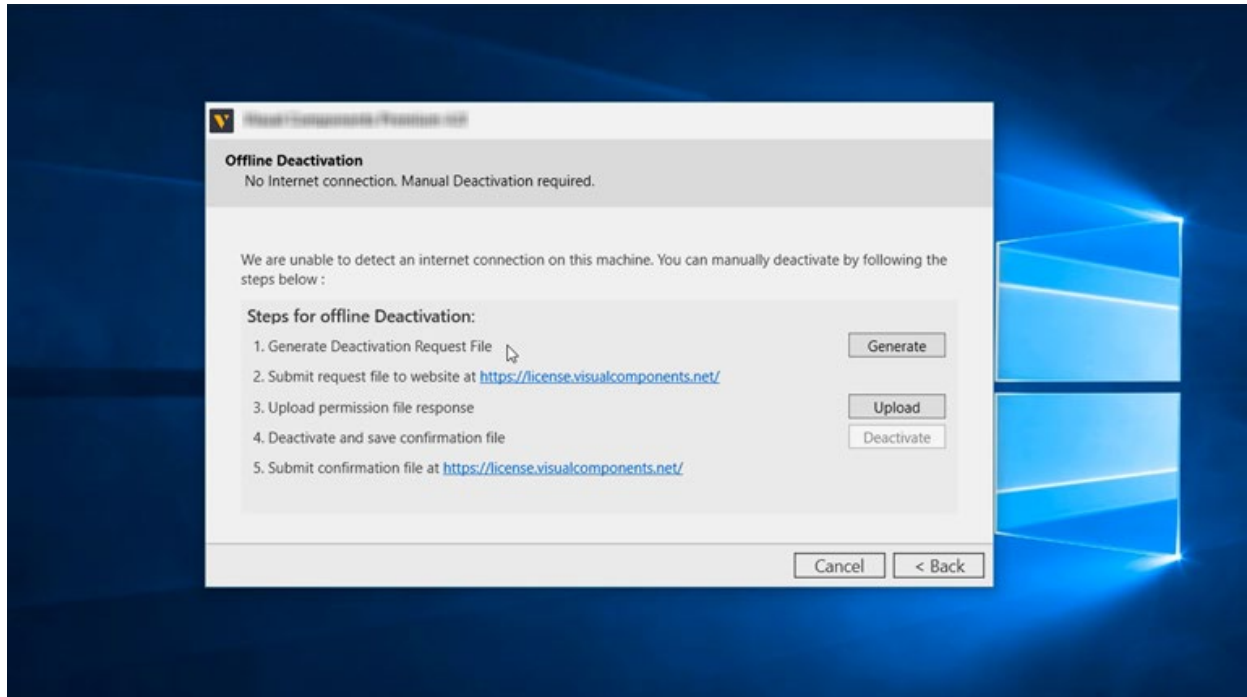 Offline Deactivation
No Internet connection. Manual Deactivation required.
We are unable to detect an internet connection on this machine. You can manually deactivate by following the
steps below :
Steps for offline Deactivation:
1. Generate Deactivation Request File
Generate
2. Submit request file to website at https://license.visualcomponents.net/
3. Upload permission file response
Upload
4. Deactivate and save confirmation file
Deactivate
5. Submit confirmation file at https://license.visualcomponents.net/
Cancel
< Back